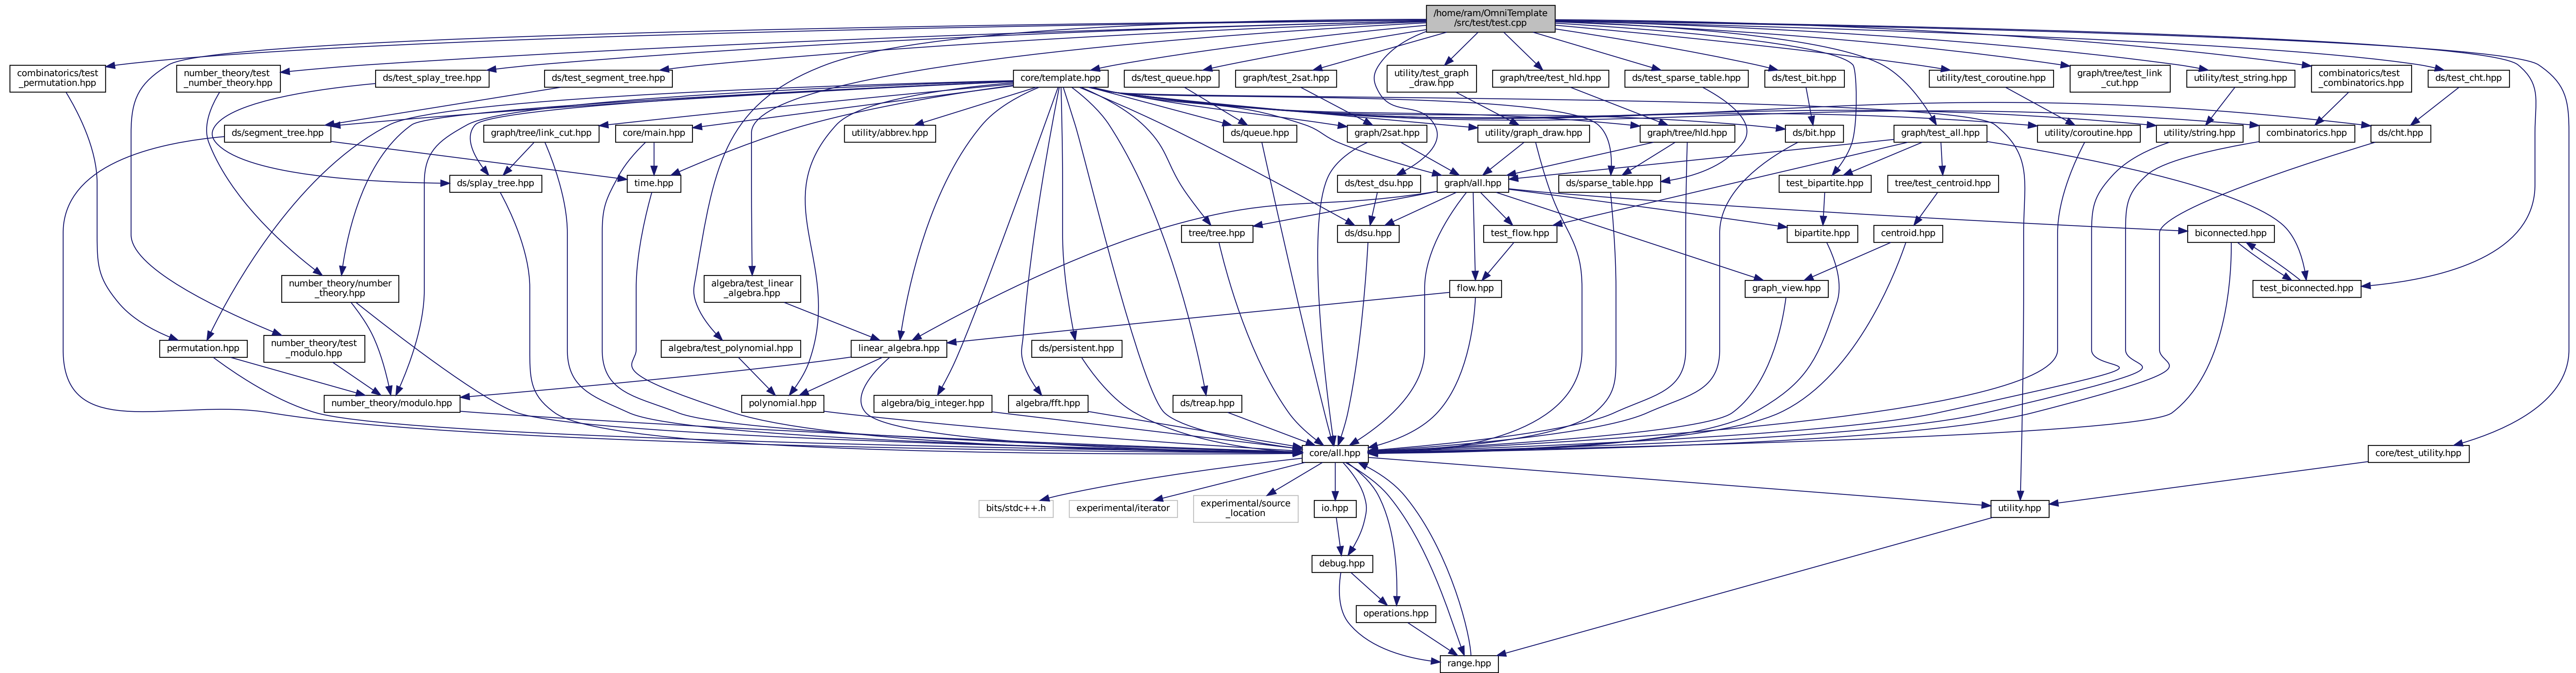 /home/ram/OmniTemplate
/src/test/test.cpp
combinatorics/test
_permutation.hpp
number_theory/test
_number_theory.hpp
ds/test_splay_tree.hpp
ds/test_segment_tree.hpp
core/template.hpp
ds/test_queue.hpp
graph/test_2sat.hpp
utility/test_graph
_draw.hpp
graph/tree/test_hld.hpp
ds/test_sparse_table.hpp
ds/test_bit.hpp
utility/test_coroutine.hpp
graph/tree/test_link
_cut.hpp
utility/test_string.hpp
combinatorics/test
_combinatorics.hpp
ds/test_cht.hpp
ds/segment_tree.hpp
graph/tree/link_cut.hpp
core/main.hpp
utility/abbrev.hpp
ds/queue.hpp
graph/2sat.hpp
utility/graph_draw.hpp
graph/tree/hld.hpp
ds/bit.hpp
graph/test_all.hpp
utility/coroutine.hpp
utility/string.hpp
combinatorics.hpp
ds/cht.hpp
ds/splay_tree.hpp
time.hpp
ds/test_dsu.hpp
graph/all.hpp
ds/sparse_table.hpp
test_bipartite.hpp
tree/test_centroid.hpp
tree/tree.hpp
ds/dsu.hpp
test_flow.hpp
bipartite.hpp
centroid.hpp
biconnected.hpp
number_theory/number
_theory.hpp
algebra/test_linear
_algebra.hpp
flow.hpp
graph_view.hpp
test_biconnected.hpp
permutation.hpp
number_theory/test
_modulo.hpp
algebra/test_polynomial.hpp
linear_algebra.hpp
ds/persistent.hpp
number_theory/modulo.hpp
polynomial.hpp
algebra/big_integer.hpp
algebra/fft.hpp
ds/treap.hpp
core/all.hpp
core/test_utility.hpp
bits/stdc++.h
experimental/iterator
experimental/source
_location
io.hpp
utility.hpp
debug.hpp
operations.hpp
range.hpp